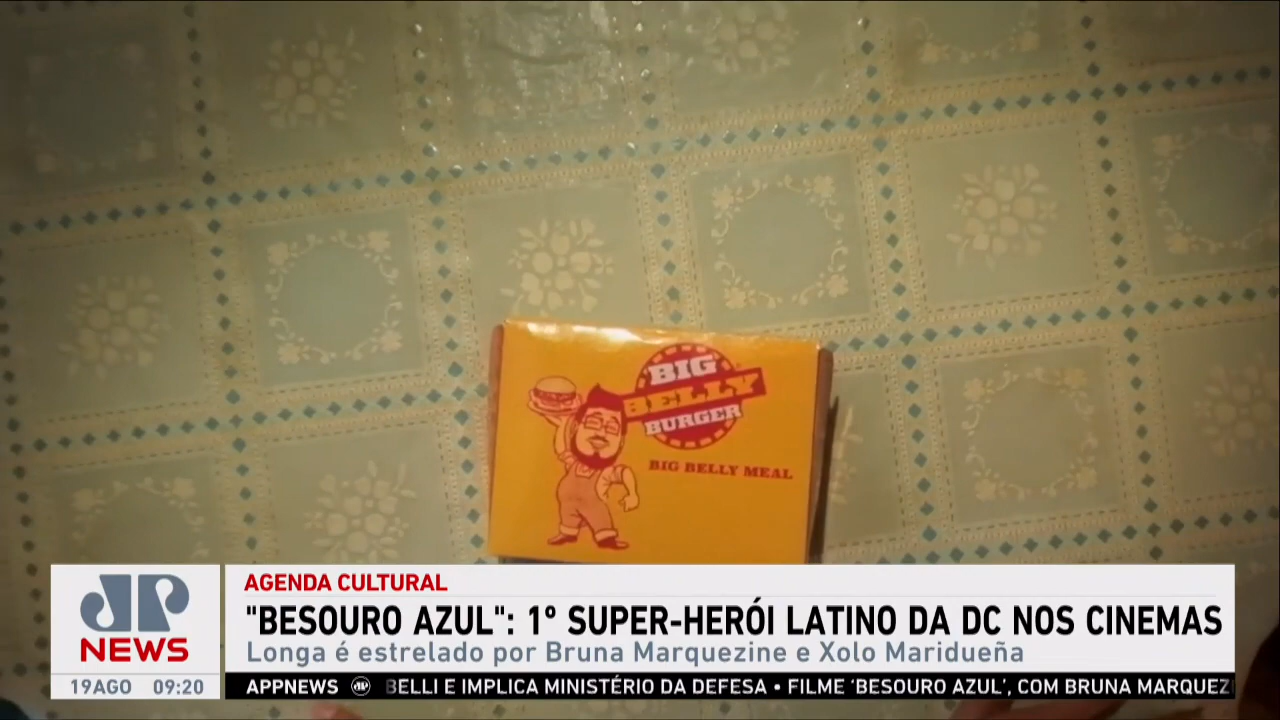 BIG
BELLY
BURGER
BIG BELLY MEAL
AGENDA CULTURAL
"BESOURO AZUL": 1º SUPER-HERÓI LATINO DA DC NOS CINEMAS
Longa é estrelado por Bruna Marquezine e Xolo Maridueña
JP
NEWS
19AGO 09:20
APPNEWS JP BELLI E IMPLICA MINISTÉRIO DA DEFESA • FILME ‘BESOURO AZUL’, COM BRUNA MARQUEZI